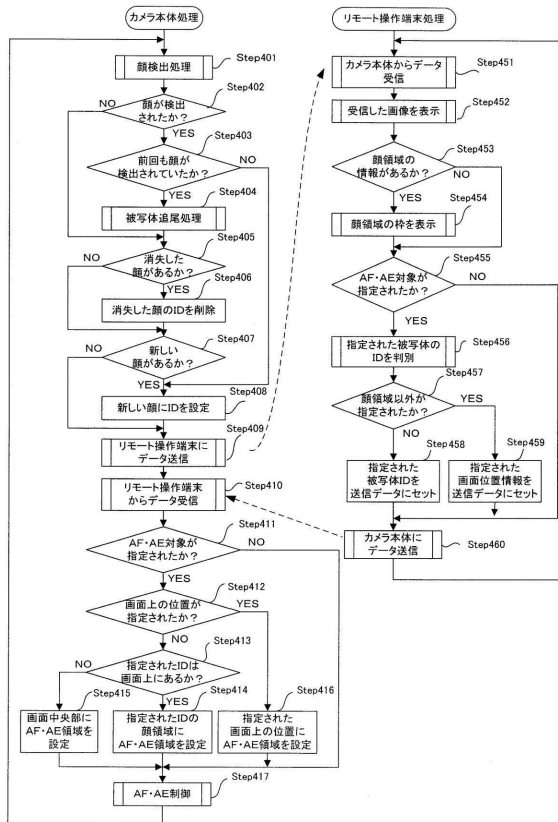 カメラ本体処理
顔検出処理
Step401
顔が検出
されたか?
Step402
NO
YES
前回も顔が
検出されていたか?
Step403
NO
YES
被写体追尾処理
Step404
消失した
顔があるか?
Step405
NO
YES
消失した顔のIDを削除
Step406
新しい
顔があるか?
Step407
NO
YES
新しい顔にIDを設定
Step408
リモート操作端末に
データ送信
Step409
リモート操作端末
からデータ受信
Step410
AF・AE対象が
指定されたか?
Step411
NO
YES
画面上の位置が
指定されたか?
Step412
YES
NO
指定されたIDは
画面上にあるか?
Step413
NO
YES
画面中央部に
AF・AE領域を
設定
Step415
指定されたIDの
顔領域に
AF・AE領域を設定
Step414
指定された
画面上の位置に
AF・AE領域を設定
Step416
AF・AE制御
Step417
リモート操作端末処理
カメラ本体からデータ
受信
Step451
受信した画像を表示
Step452
顔領域の
情報があるか?
Step453
NO
YES
顔領域の枠を表示
Step454
AF・AE対象が
指定されたか?
Step455
NO
YES
指定された被写体の
IDを判別
Step456
顔領域以外が
指定されたか?
Step457
YES
NO
指定された
被写体IDを
送信データにセット
Step458
指定された
画面位置情報を
送信データにセット
Step459
カメラ本体に
データ送信
Step460